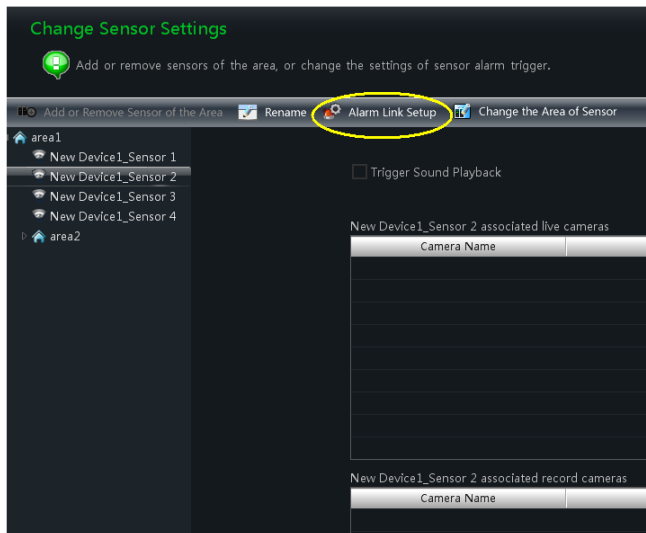 Change Sensor Settings
Add or remove sensors of the area, or change the settings of sensor alarm trigger.
Add or Remove Sensor of the Area Rename Alarm Link Setup Change the Area of Sensor
area1
New Device1_Sensor 1
New Device1_Sensor 2
New Device1_Sensor 3
New Device1_Sensor 4
area2
Trigger Sound Playback
New Device1_Sensor 2 associated live cameras
Camera Name
New Device1_Sensor 2 associated record cameras
Camera Name